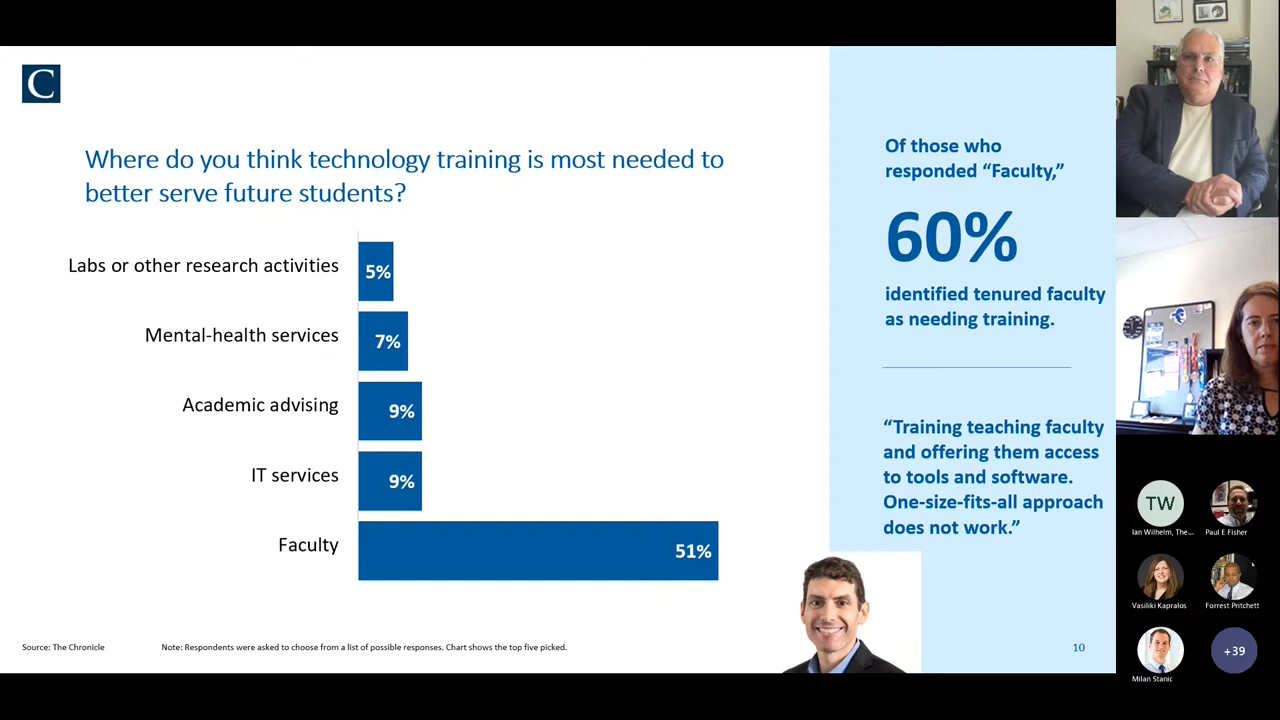 C
Where do you think technology training is most needed to
better serve future students?
Labs or other research activities
5%
Mental-health services
7%
Academic advising
9%
IT services
9%
Faculty
51%
Source: The Chronicle
Note: Respondents were asked to choose from a list of possible responses. Chart shows the top five picked.
Of those who
responded “Faculty,”
60%
identified tenured faculty
as needing training.
“Training teaching faculty
and offering them access
to tools and software.
One-size-fits-all approach
does not work.”
10
TW
Ian Wilhelm, The...
Paul E Fisher
Vasiliki Kapralos
Forrest Pritchett
Milan Stanic
+39